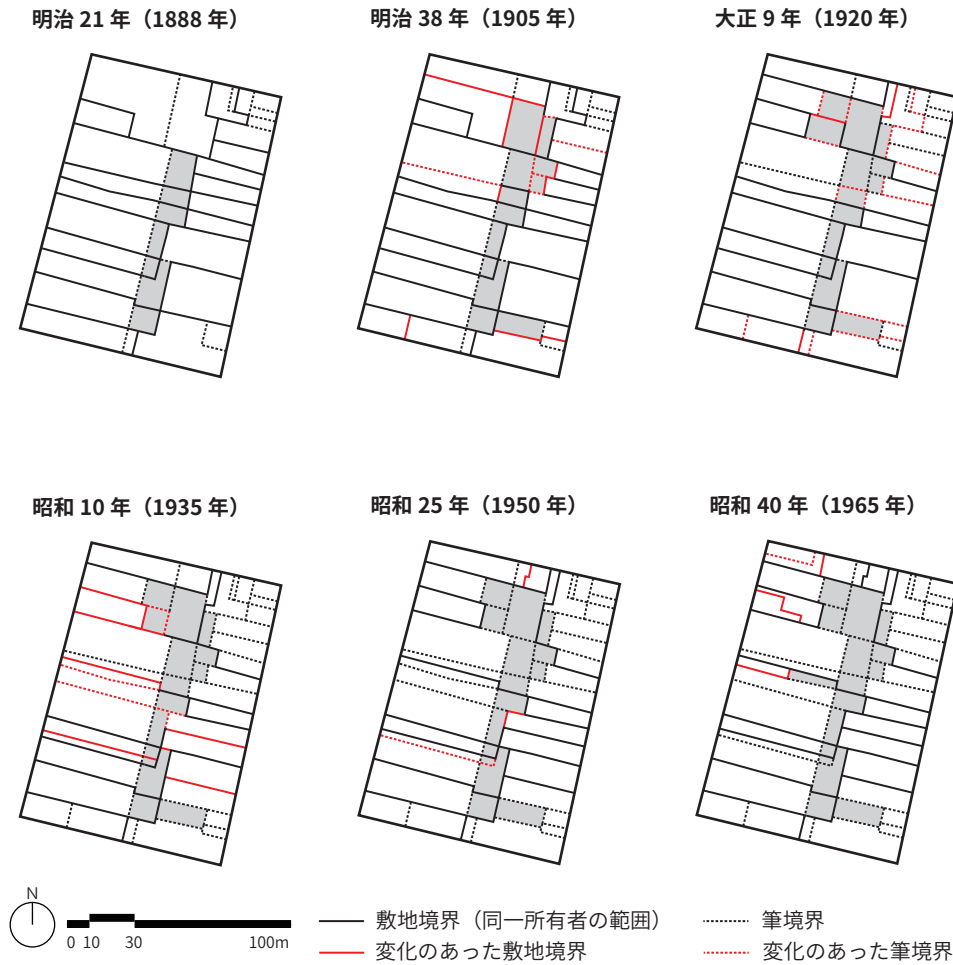 明治 21 年（1888 年）
明治 38 年（1905 年）
大正 9 年（1920 年）
昭和 10 年（1935 年）
昭和 25 年（1950 年）
昭和 40 年（1965 年）
N
0 10 30 100m
敷地境界（同一所有者の範囲）
筆境界
変化のあった敷地境界
変化のあった筆境界